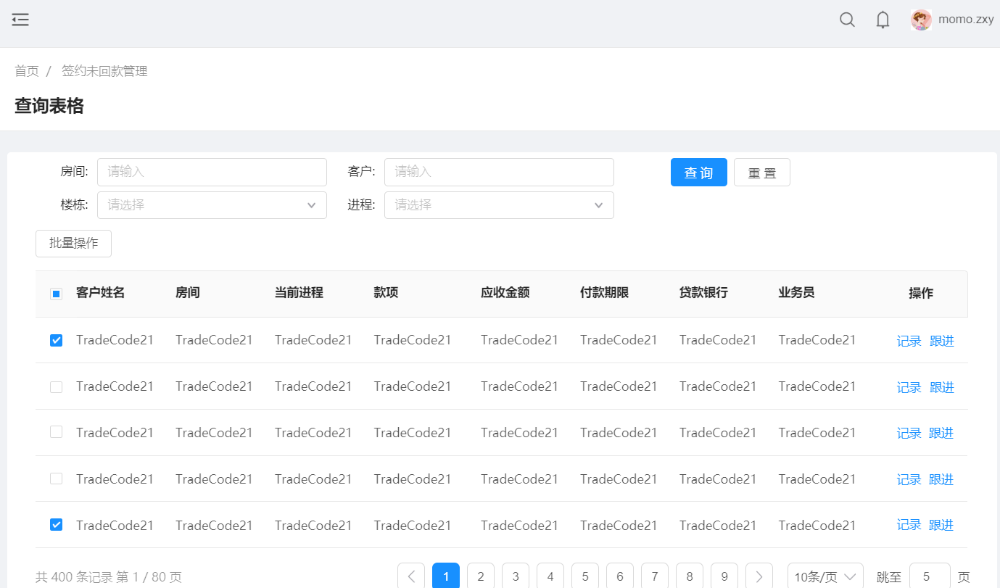 momo.zxy
首页 / 签约未回款管理
查询表格
房间: 请输入 客户: 请输入 查 询 重 置
楼栋: 请选择 进程: 请选择
批量操作
客户姓名 房间 当前进程 款项 应收金额 付款期限 贷款银行 业务员 操作
TradeCode21 TradeCode21 TradeCode21 TradeCode21 TradeCode21 TradeCode21 TradeCode21 TradeCode21 记录 跟进
TradeCode21 TradeCode21 TradeCode21 TradeCode21 TradeCode21 TradeCode21 TradeCode21 TradeCode21 记录 跟进
TradeCode21 TradeCode21 TradeCode21 TradeCode21 TradeCode21 TradeCode21 TradeCode21 TradeCode21 记录 跟进
TradeCode21 TradeCode21 TradeCode21 TradeCode21 TradeCode21 TradeCode21 TradeCode21 TradeCode21 记录 跟进
TradeCode21 TradeCode21 TradeCode21 TradeCode21 TradeCode21 TradeCode21 TradeCode21 TradeCode21 记录 跟进
共 400 条记录 第 1 / 80 页 1 2 3 4 5 6 7 8 9 10条/页 跳至 5 页